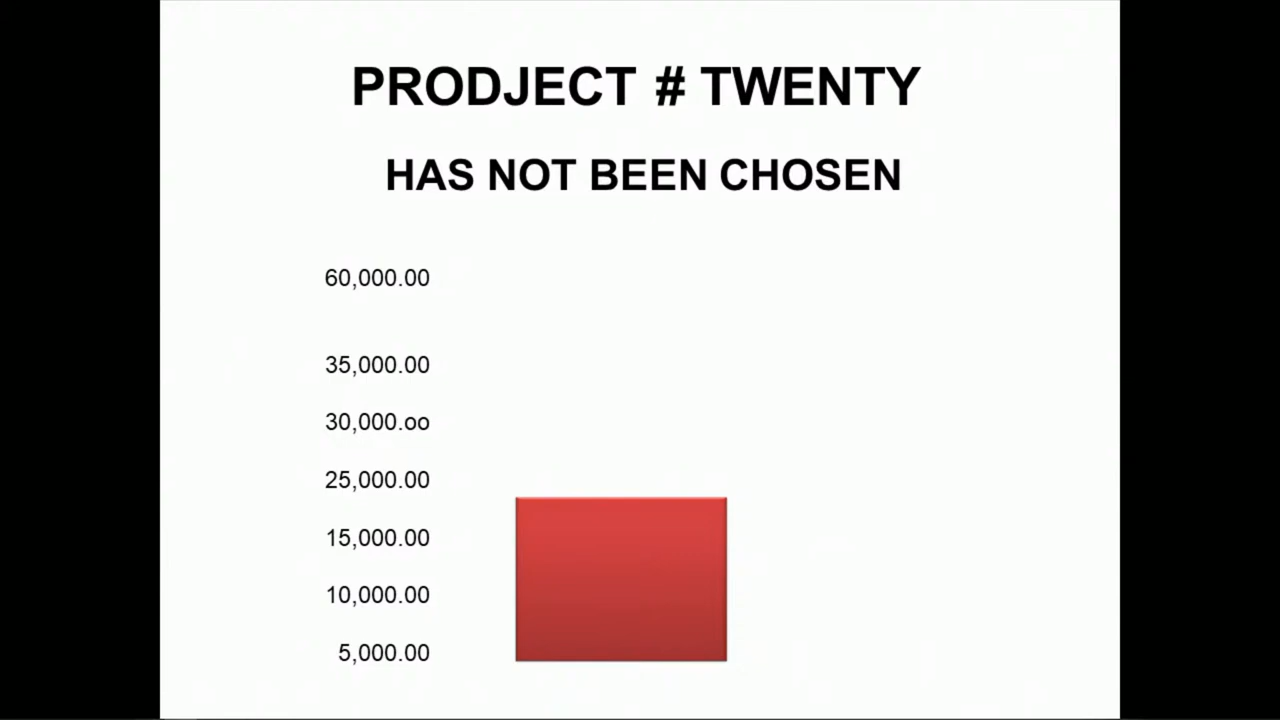 PRODJECT # TWENTY
HAS NOT BEEN CHOSEN
60,000.00
35,000.00
30,000.oo
25,000.00
15,000.00
10,000.00
5,000.00